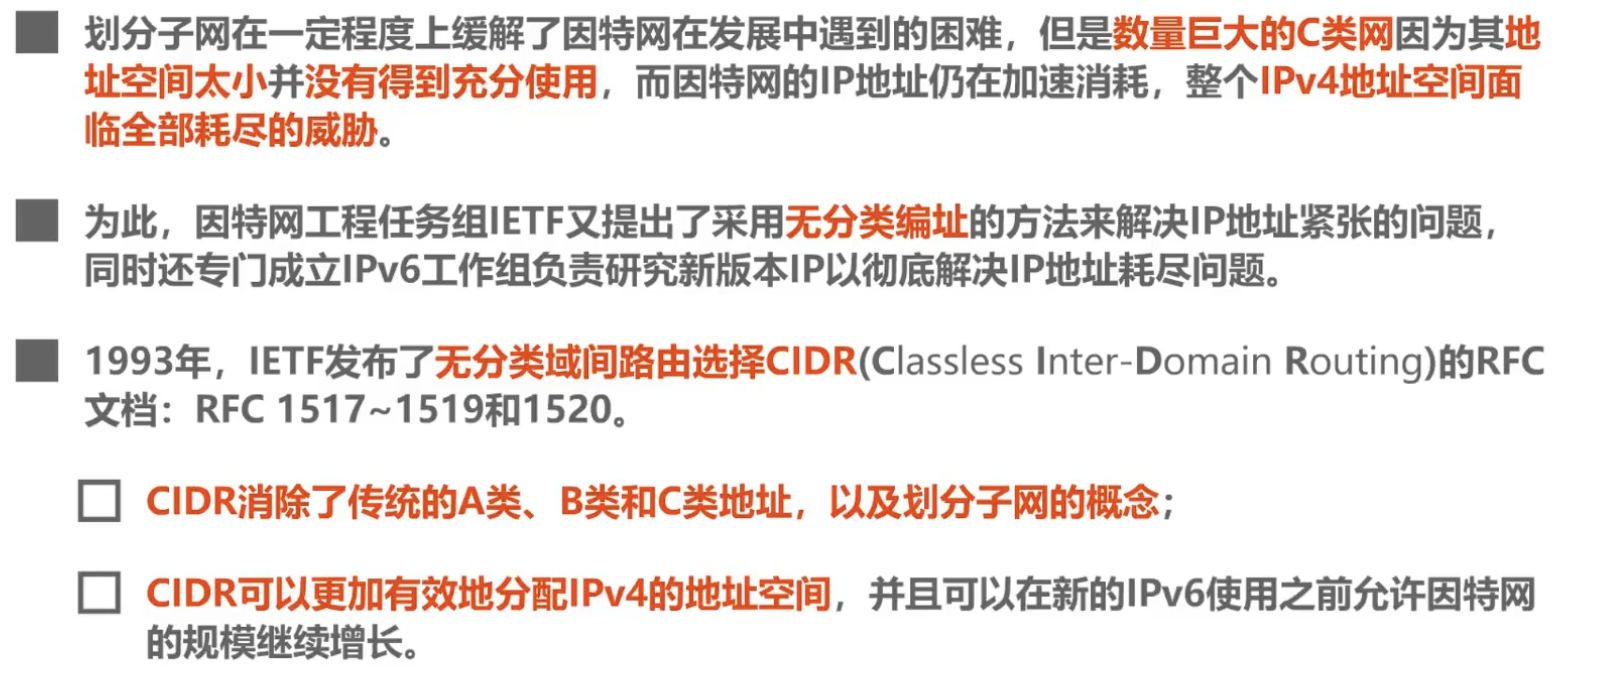 划分子网在一定程度上缓解了因特网在发展中遇到的困难，但是数量巨大的C类网因为其地
址空间太小并没有得到充分使用，而因特网的IP地址仍在加速消耗，整个IPv4地址空间面
临全部耗尽的威胁。
为此，因特网工程任务组IETF又提出了采用无分类编址的方法来解决IP地址紧张的问题，
同时还专门成立IPv6工作组负责研究新版本IP以彻底解决IP地址耗尽问题。
1993年，IETF发布了无分类域间路由选择CIDR(Classless Inter-Domain Routing)的RFC
文档：RFC 1517~1519和1520。
CIDR消除了传统的A类、B类和C类地址，以及划分子网的概念；
CIDR可以更加有效地分配IPv4的地址空间，并且可以在新的IPv6使用之前允许因特网
的规模继续增长。